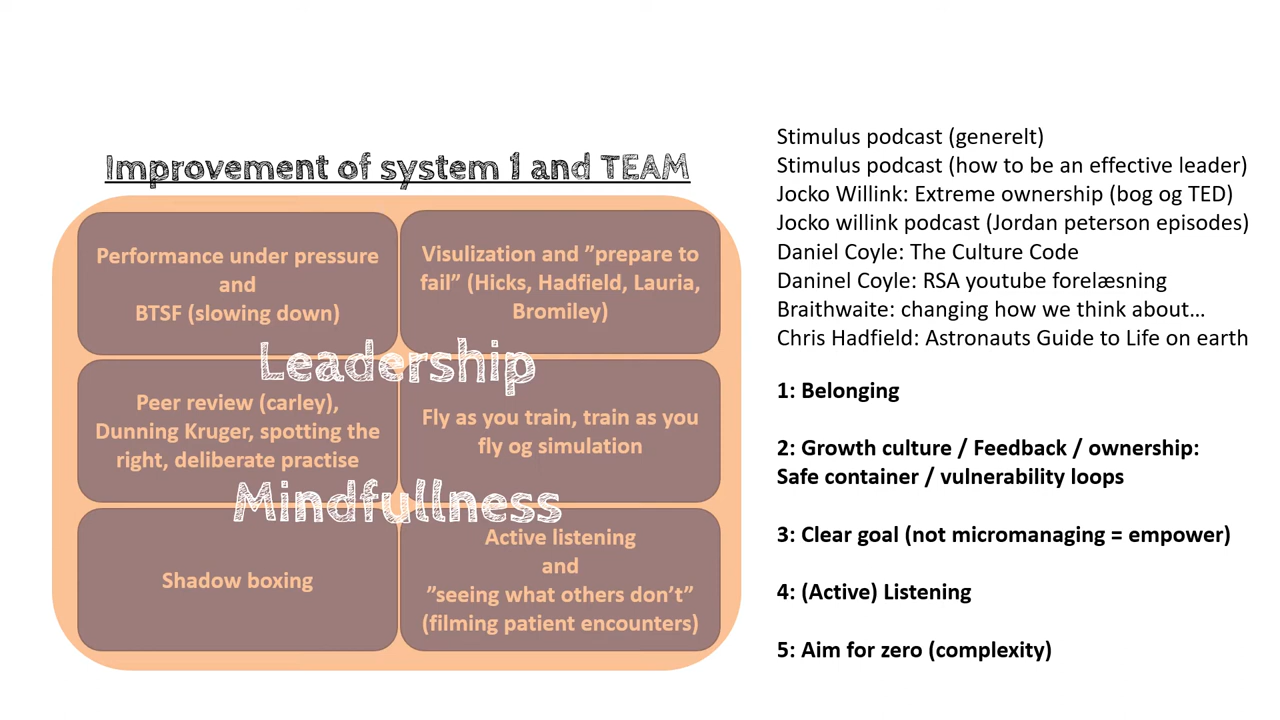 Improvement of system 1 and TEAM
Performance under pressure
and
BTSF (slowing down)
Visulization and ”prepare to
fail” (Hicks, Hadfield, Lauria,
Bromiley)
Leadership
Peer review (carley),
Dunning Kruger, spotting the
right, deliberate practise
Fly as you train, train as you
fly og simulation
Mindfullness
Shadow boxing
Active listening
and
”seeing what others don’t”
(filming patient encounters)
Stimulus podcast (generelt)
Stimulus podcast (how to be an effective leader)
Jocko Willink: Extreme ownership (bog og TED)
Jocko willink podcast (Jordan peterson episodes)
Daniel Coyle: The Culture Code
Daninel Coyle: RSA youtube forelæsning
Braithwaite: changing how we think about…
Chris Hadfield: Astronauts Guide to Life on earth
1: Belonging
2: Growth culture / Feedback / ownership:
Safe container / vulnerability loops
3: Clear goal (not micromanaging = empower)
4: (Active) Listening
5: Aim for zero (complexity)